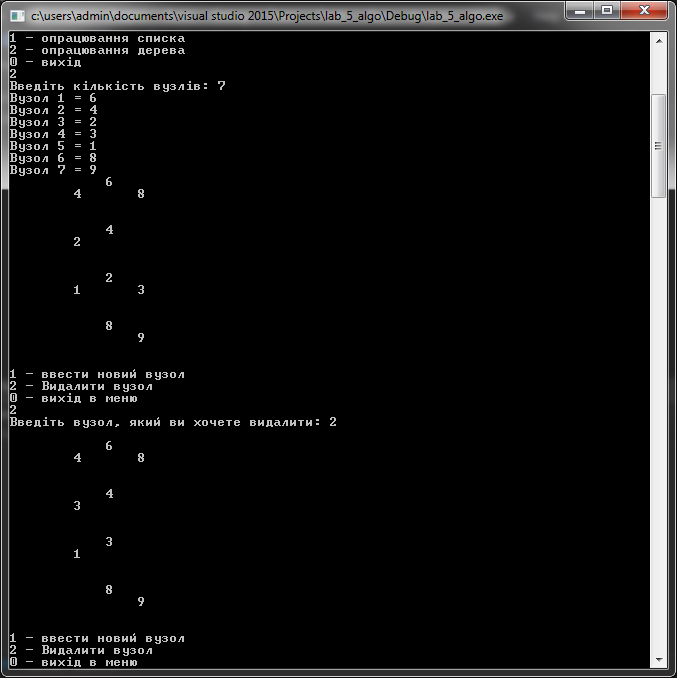 c:\users\admin\documents\visual studio 2015\Projects\lab_5_algo\Debug\lab_5_algo.exe
1 - опрацювання списка
2 - опрацювання дерева
0 - вихід
2
Введіть кількість вузлів: 7
Вузол 1 = 6
Вузол 2 = 4
Вузол 3 = 2
Вузол 4 = 3
Вузол 5 = 1
Вузол 6 = 8
Вузол 7 = 9
6
4 8
4
2
2
1 3
8
9
1 - ввести новий вузол
2 - Видалити вузол
0 - вихід в меню
2
Введіть вузол, який ви хочете видалити: 2
6
4 8
4
3
3
1
8
9
1 - ввести новий вузол
2 - Видалити вузол
0 - вихід в меню